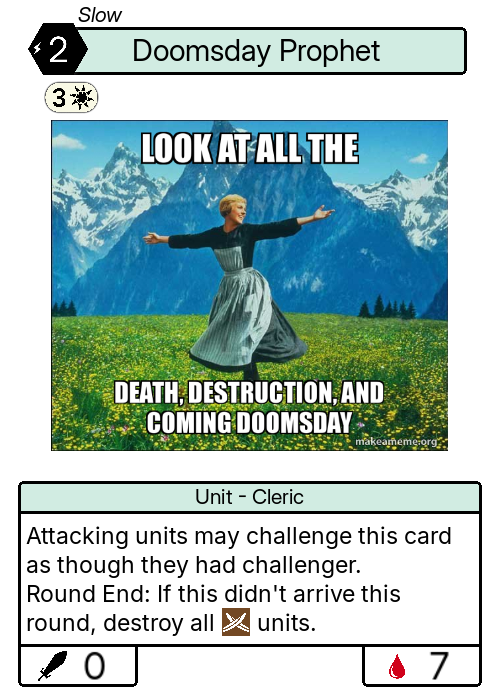 Slow
2
Doomsday Prophet
3
LOOK AT ALL THE
DEATH, DESTRUCTION, AND
COMING DOOMSDAY
makeameme.org
Unit - Cleric
Attacking units may challenge this card
as though they had challenger.
Round End: If this didn't arrive this
round, destroy all units.
0
7